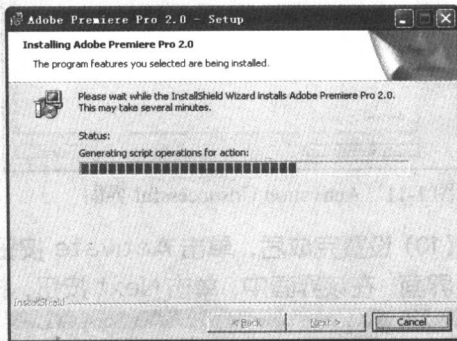 Adobe Premiere Pro 2.0 - Setup
Installing Adobe Premiere Pro 2.0
The program features you selected are being installed.
Please wait while the InstallShield Wizard installs Adobe Premiere Pro 2.0.
This may take several minutes.
Status:
Generating script operations for action:
InstallShield
< Back Next > Cancel